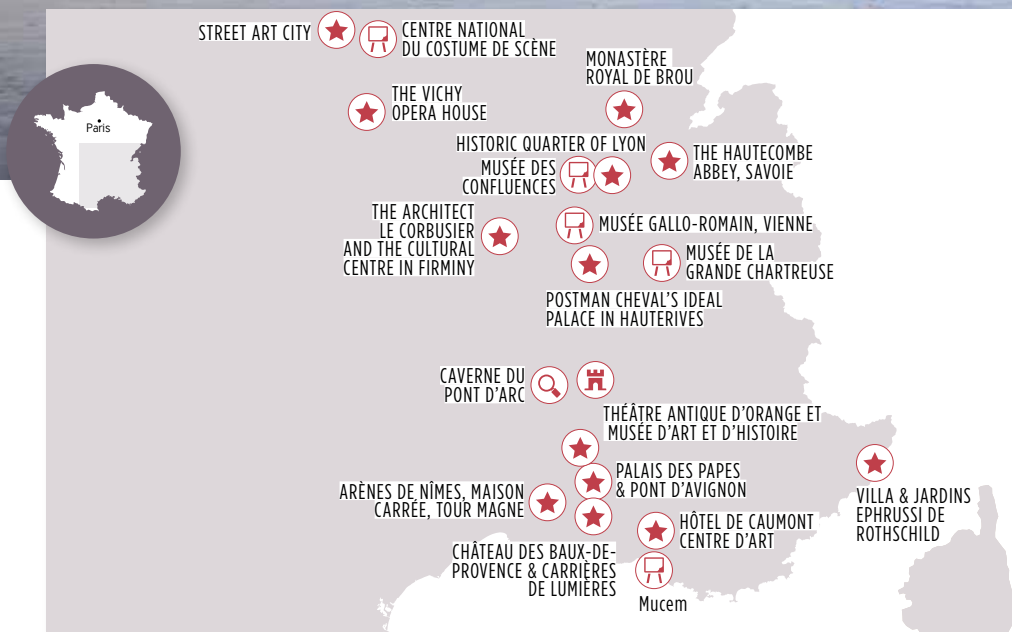 STREET ART CITY
CENTRE NATIONAL
DU COSTUME DE SCÈNE
MONASTÈRE
ROYAL DE BROU
Paris
THE VICHY
OPERA HOUSE
HISTORIC QUARTER OF LYON
MUSÉE DES
CONFLUENCES
THE HAUTECOMBE
ABBEY, SAVOIE
THE ARCHITECT
LE CORBUSIER
AND THE CULTURAL
CENTRE IN FIRMINY
MUSÉE GALLO-ROMAIN, VIENNE
MUSÉE DE LA
GRANDE CHARTREUSE
POSTMAN CHEVAL'S IDEAL
PALACE IN HAUTERIVES
CAVERNE DU
PONT D'ARC
THÉÂTRE ANTIQUE D'ORANGE ET
MUSÉE D'ART ET D'HISTOIRE
PALAIS DES PAPES
& PONT D'AVIGNON
ARÈNES DE NÎMES, MAISON
CARRÉE, TOUR MAGNE
VILLA & JARDINS
EPHRUSSI DE
ROTHSCHILD
HÔTEL DE CAUMONT
CENTRE D'ART
CHÂTEAU DES BAUX-DE-
PROVENCE & CARRIÈRES
DE LUMIÈRES
Mucem